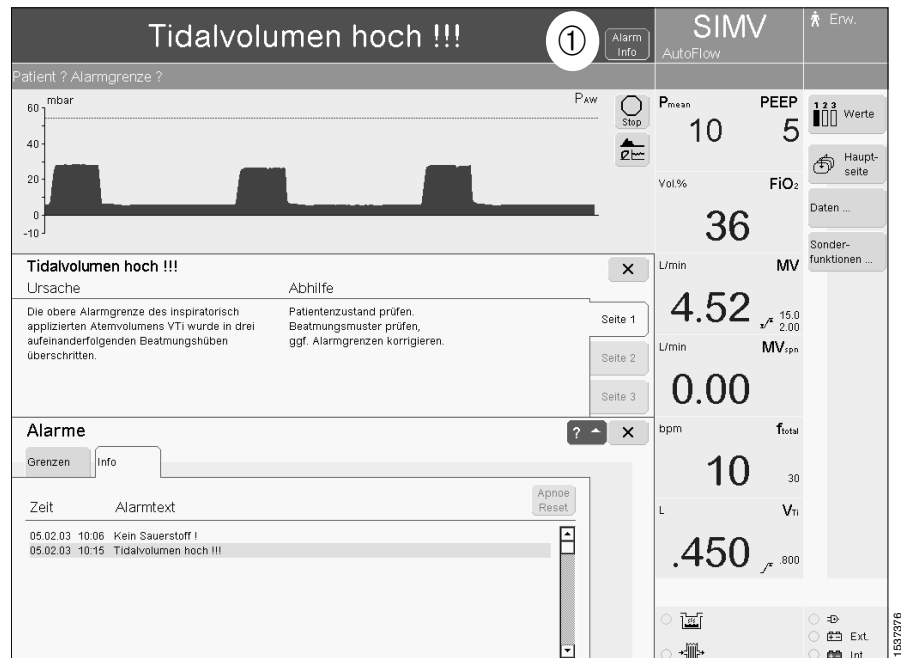 Tidalvolumen hoch !!!
①
Alarm
Info
SIMV
AutoFlow
Erw.
Patient ? Alarmgrenze ?
mbar
PAW
60
40
20
0
-10
Stop
Pmean
PEEP
10
5
Vol.%
FiO2
36
L/min
MV
4.52
15.0
2.00
L/min
MVspn
0.00
bpm
ftotal
10
30
L
VTi
.450
.800
1 2 3
Werte
Haupt-
seite
Daten ...
Sonder-
funktionen ...
Tidalvolumen hoch !!!
Ursache
Abhilfe
Die obere Alarmgrenze des inspiratorisch
applizierten Atemvolumens VTi wurde in drei
aufeinanderfolgenden Beatmungshüben
überschritten.
Patientenzustand prüfen.
Beatmungsmuster prüfen,
ggf. Alarmgrenzen korrigieren.
Seite 1
Seite 2
Seite 3
Alarme
?
Grenzen
Info
Apnoe
Reset
Zeit
Alarmtext
05.02.03 10:06 Kein Sauerstoff !
05.02.03 10:15 Tidalvolumen hoch !!!
Ext.
Int.
1537376